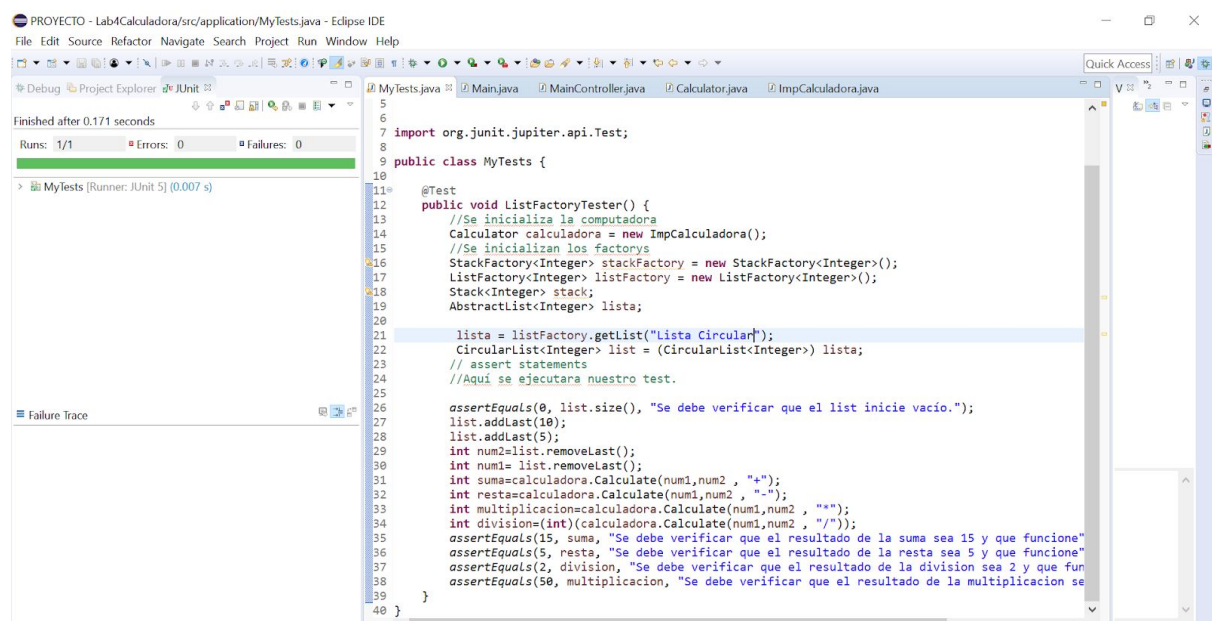 PROYECTO - Lab4Calculadora/src/application/MyTests.java - Eclipse IDE
File Edit Source Refactor Navigate Search Project Run Window Help
Quick Access
Debug Project Explorer JUnit
Finished after 0.171 seconds
Runs: 1/1 Errors: 0 Failures: 0
MyTests [Runner: JUnit 5] (0.007 s)
Failure Trace
MyTests.java Main.java MainController.java Calculator.java ImpCalculadora.java
5
6
7 import org.junit.jupiter.api.Test;
8
9 public class MyTests {
10
11 @Test
12 public void ListFactoryTester() {
13 //Se inicializa la computadora
14 Calculator calculadora = new ImpCalculadora();
15 //Se inicializan los factorys
16 StackFactory<Integer> stackFactory = new StackFactory<Integer>();
17 ListFactory<Integer> listFactory = new ListFactory<Integer>();
18 Stack<Integer> stack;
19 AbstractList<Integer> lista;
20
21 lista = listFactory.getList("Lista Circular");
22 CircularList<Integer> list = (CircularList<Integer>) lista;
23 // assert statements
24 //Aquí se ejecutara nuestro test.
25
26 assertEquals(0, list.size(), "Se debe verificar que el list inicie vacío.");
27 list.addLast(10);
28 list.addLast(5);
29 int num2=list.removeLast();
30 int num1= list.removeLast();
31 int suma=calculadora.Calculate(num1,num2 , "+");
32 int resta=calculadora.Calculate(num1,num2 , "-");
33 int multiplicacion=calculadora.Calculate(num1,num2 , "*");
34 int division=(int)(calculadora.Calculate(num1,num2 , "/"));
35 assertEquals(15, suma, "Se debe verificar que el resultado de la suma sea 15 y que funcione"
36 assertEquals(5, resta, "Se debe verificar que el resultado de la resta sea 5 y que funcione"
37 assertEquals(2, division, "Se debe verificar que el resultado de la division sea 2 y que fun
38 assertEquals(50, multiplicacion, "Se debe verificar que el resultado de la multiplicacion se
39 }
40 }
V
2